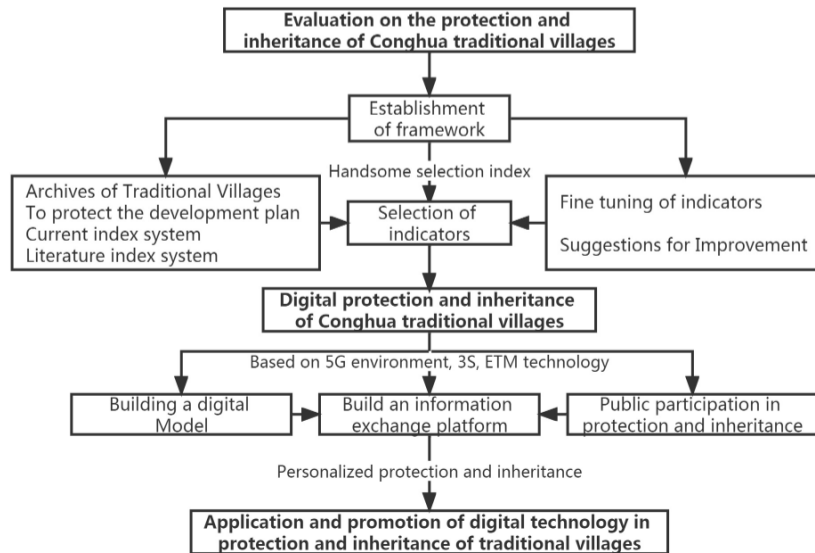 Evaluation on the protection and
inheritance of Conghua traditional villages
Establishment
of framework
Handsome selection index
Archives of Traditional Villages
To protect the development plan
Current index system
Literature index system
Selection of
indicators
Fine tuning of indicators
Suggestions for Improvement
Digital protection and inheritance
of Conghua traditional villages
Based on 5G environment, 3S, ETM technology
Building a digital
Model
Build an information
exchange platform
Public participation in
protection and inheritance
Personalized protection and inheritance
Application and promotion of digital technology in
protection and inheritance of traditional villages